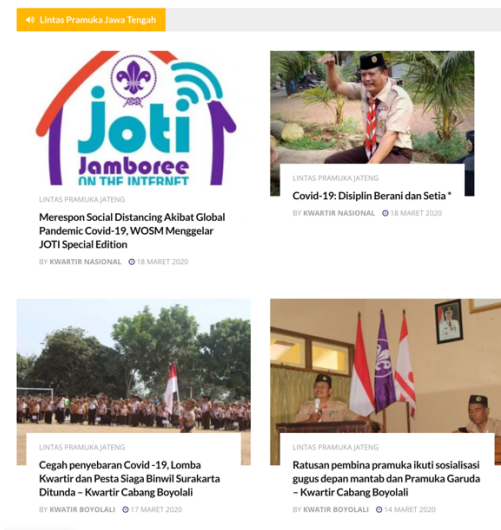 Lintas Pramuka Jawa Tengah
joti
Jamboree
ON THE INTERNET
LINTAS PRAMUKA JATENG
Merespon Social Distancing Akibat Global
Pandemic Covid-19, WOSM Menggelar
JOTI Special Edition
BY KWARTIR NASIONAL 18 MARET 2020
LINTAS PRAMUKA JATENG
Covid-19: Disiplin Berani dan Setia *
BY KWARTIR NASIONAL 18 MARET 2020
LINTAS PRAMUKA JATENG
Cegah penyebaran Covid -19, Lomba
Kwartir dan Pesta Siaga Binwil Surakarta
Ditunda – Kwartir Cabang Boyolali
BY KWATIR BOYOLALI 17 MARET 2020
LINTAS PRAMUKA JATENG
Ratusan pembina pramuka ikuti sosialisasi
gugus depan mantab dan Pramuka Garuda
– Kwartir Cabang Boyolali
BY KWATIR BOYOLALI 14 MARET 2020